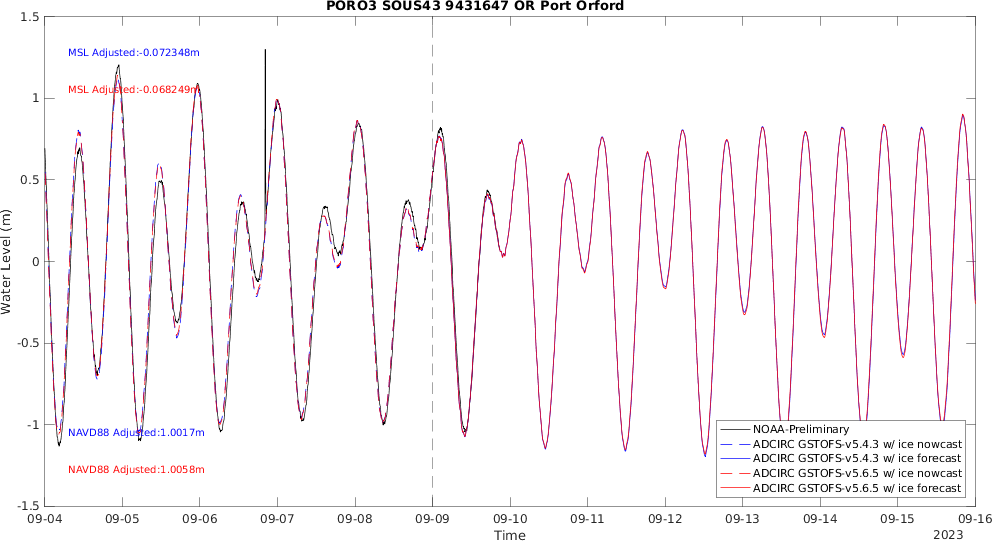 PORO3 SOUS43 9431647 OR Port Orford
MSL Adjusted:-0.072348m
MSL Adjusted:-0.068249m
NAVD88 Adjusted:1.0017m
NAVD88 Adjusted:1.0058m
Water Level (m)
1.5
1
0.5
0
-0.5
-1
-1.5
NOAA-Preliminary
ADCIRC GSTOFS-v5.4.3 w/ ice nowcast
ADCIRC GSTOFS-v5.4.3 w/ ice forecast
ADCIRC GSTOFS-v5.6.5 w/ ice nowcast
ADCIRC GSTOFS-v5.6.5 w/ ice forecast
09-04 09-05 09-06 09-07 09-08 09-09 09-10 09-11 09-12 09-13 09-14 09-15 09-16
Time
2023